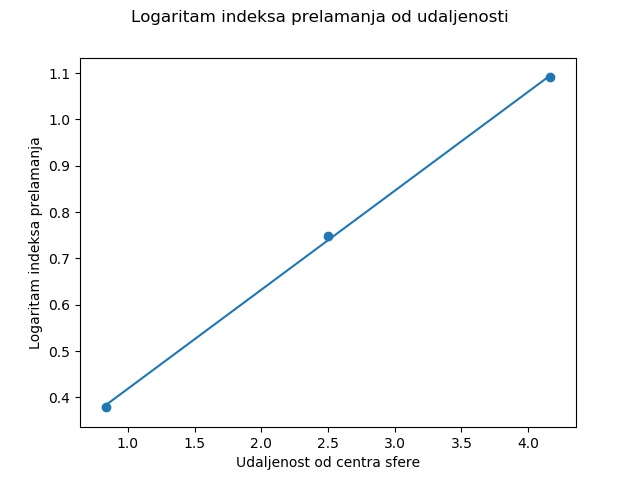 Logaritam indeksa prelamanja od udaljenosti
1.1
1.0
0.9
0.8
0.7
0.6
0.5
0.4
Logaritam indeksa prelamanja
1.0 1.5 2.0 2.5 3.0 3.5 4.0
Udaljenost od centra sfere